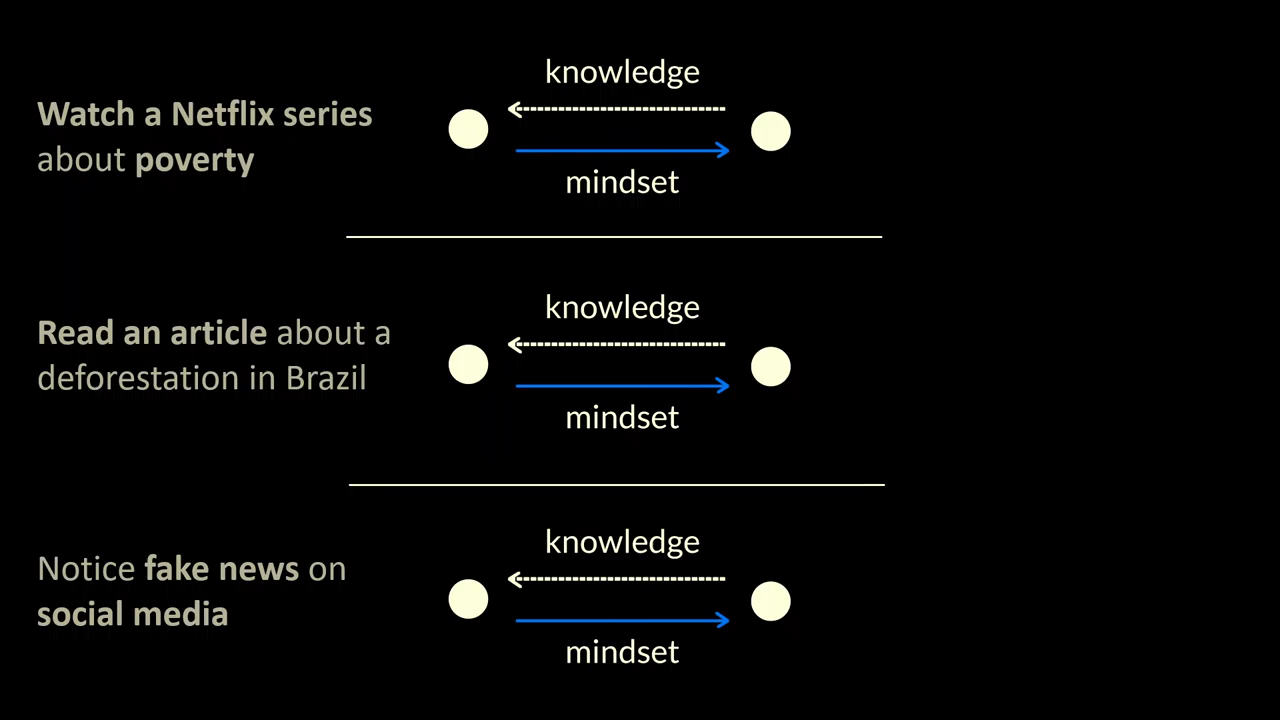 knowledge
Watch a Netflix series
about poverty
mindset
knowledge
Read an article about a
deforestation in Brazil
mindset
knowledge
Notice fake news on
social media
mindset